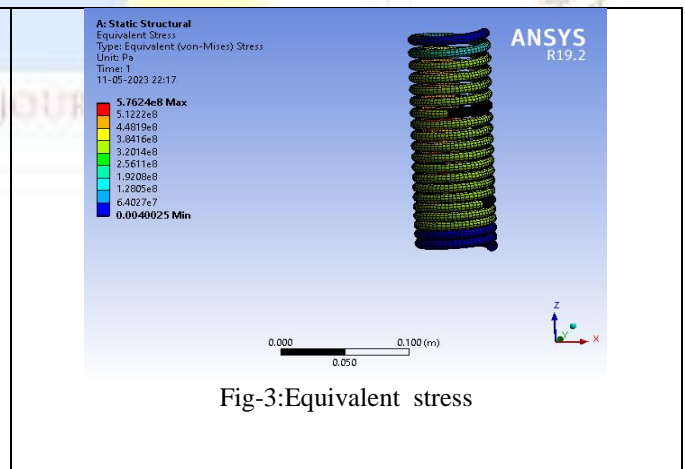 A: Static Structural
Equivalent Stress
Type: Equivalent (von-Mises) Stress
Unit: Pa
Time: 1
11-05-2023 22:17
ANSYS
R19.2
5.7624e8 Max
5.1222e8
4.4819e8
3.8416e8
3.2014e8
2.5611e8
1.9208e8
1.2805e8
6.4027e7
0.0040025 Min
Z
Y
X
0.000 0.100 (m)
0.050
Fig-3:Equivalent stress